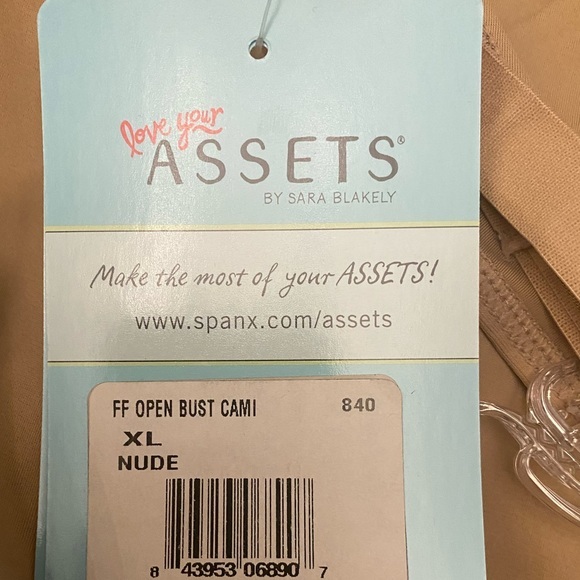 love your
ASSETS®
BY SARA BLAKELY
Make the most of your ASSETS!
www.spanx.com/assets
FF OPEN BUST CAMI 840
XL
NUDE
8 43953 06890 7